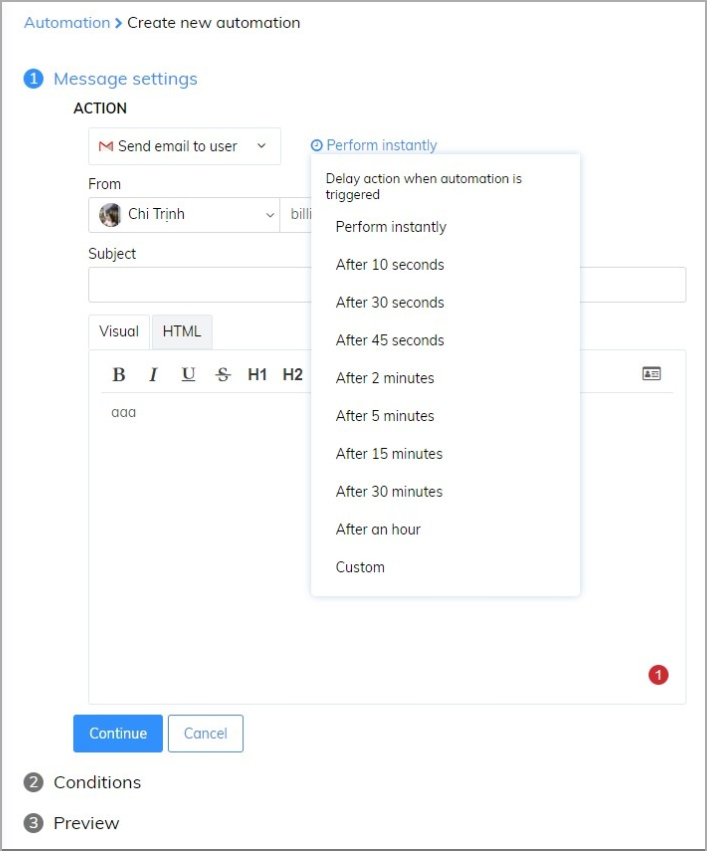 Automation > Create new automation
1 Message settings
ACTION
Send email to user
Perform instantly
Delay action when automation is
triggered
Perform instantly
After 10 seconds
After 30 seconds
After 45 seconds
After 2 minutes
After 5 minutes
After 15 minutes
After 30 minutes
After an hour
Custom
From
Chi Trịnh
Subject
Visual HTML
B I U S H1 H2
aaa
1
Continue Cancel
2 Conditions
3 Preview